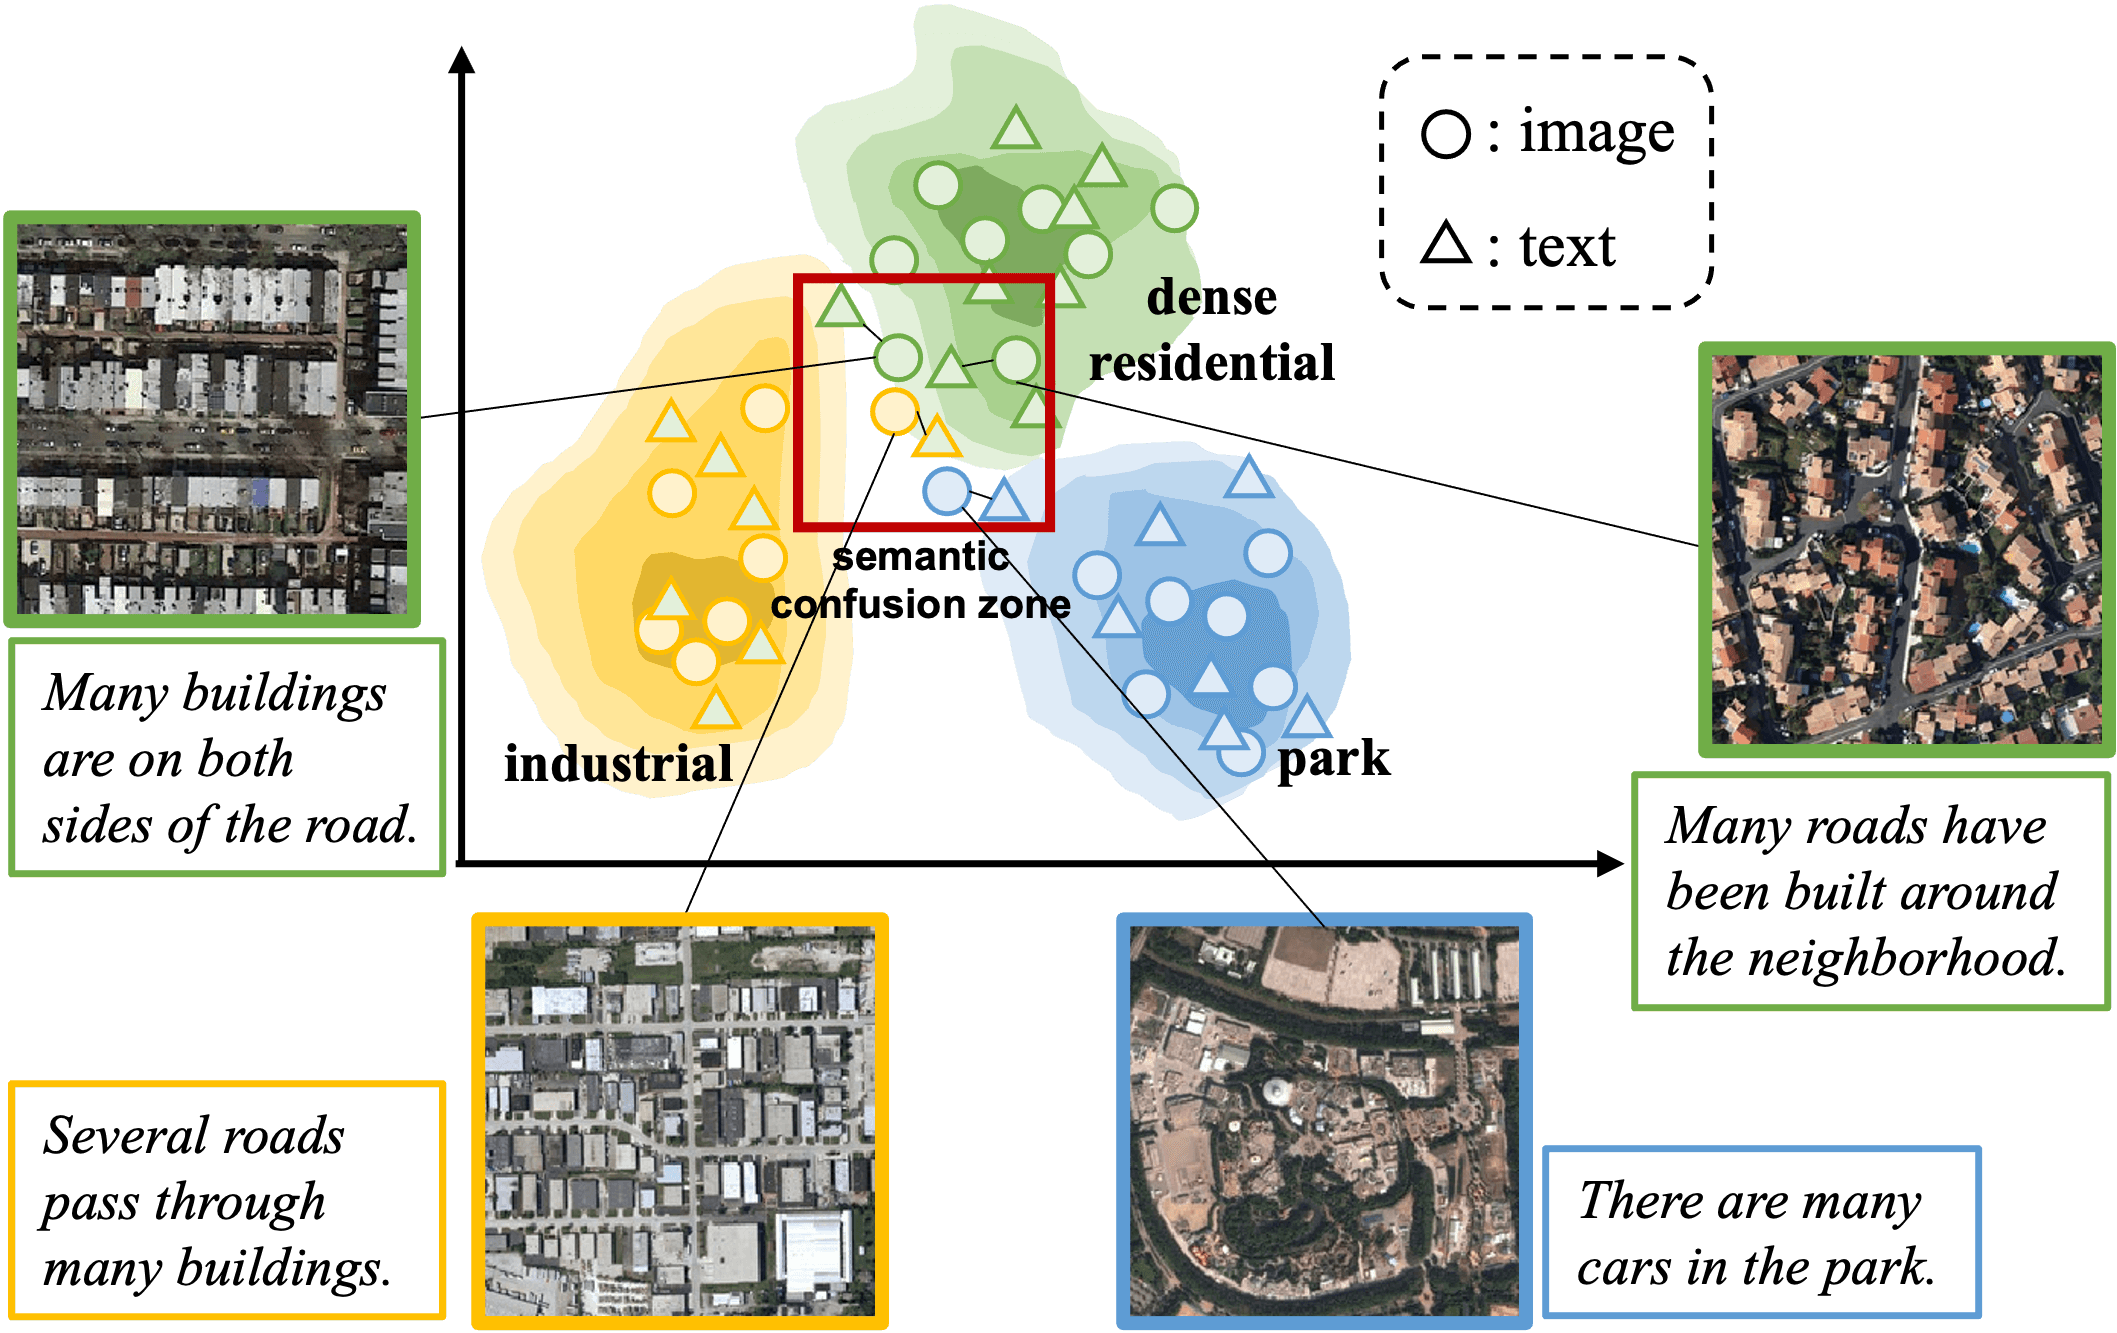 : image
: text
dense
residential
semantic
confusion zone
industrial
park
Many buildings
are on both
sides of the road.
Many roads have
been built around
the neighborhood.
Several roads
pass through
many buildings.
There are many
cars in the park.